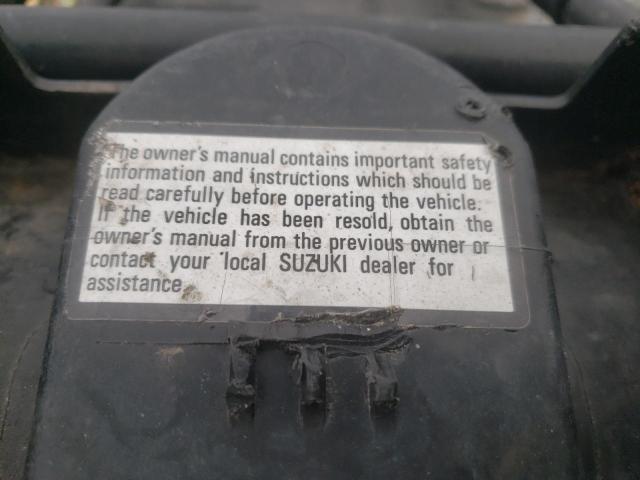 The owner's manual contains important safety
information and instructions which should be
read carefully before operating the vehicle.
If the vehicle has been resold, obtain the
owner's manual from the previous owner or
contact your local SUZUKI dealer for
assistance.